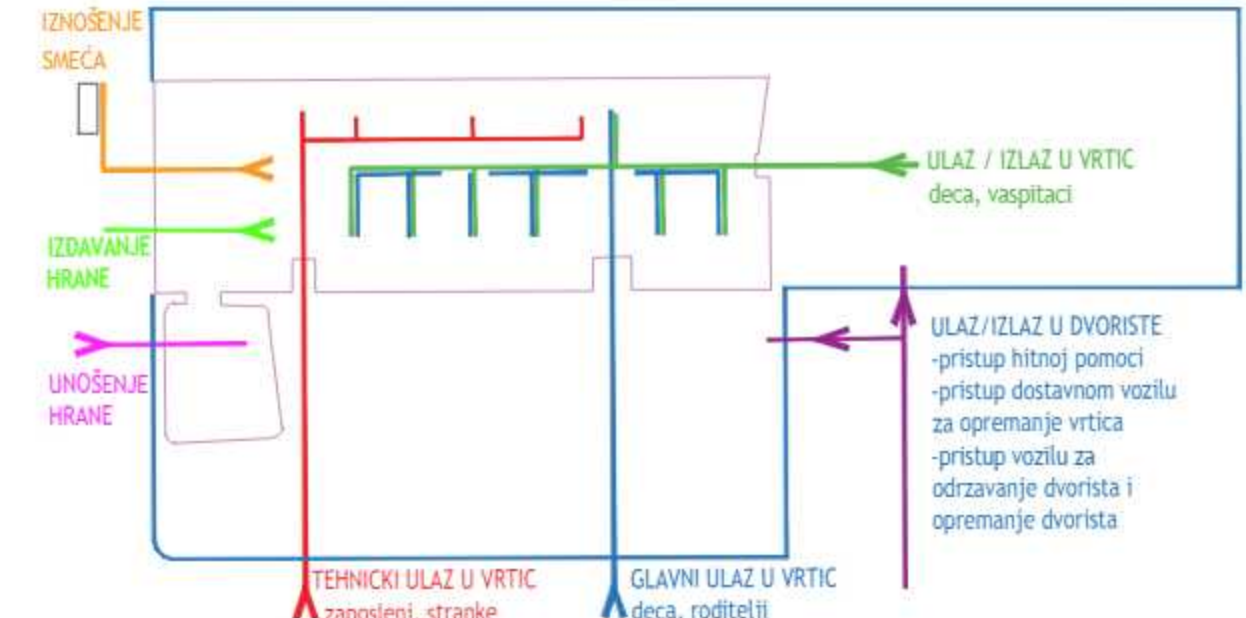 IZNOŠENJE
SMEĆA
ULAZ / IZLAZ U VRTIC
deca, vaspitaci
IZDAVANJE
HRANE
ULAZ/IZLAZ U DVORISTE
-pristup hitnoj pomoci
-pristup dostavnom vozilu
za opremanje vrtica
-pristup vozilu za
odrzavanje dvorista i
opremanje dvorista
UNOŠENJE
HRANE
TEHNICKI ULAZ U VRTIC
zaposleni, stranke
GLAVNI ULAZ U VRTIC
deca, roditelji